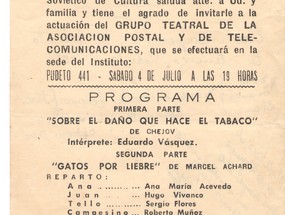 Soviético de Cultura saluda atte. a Ud. y
familia y tiene el agrado de invitarle a la
actuación del GRUPO TEATRAL DE LA
ASOCIACION POSTAL Y DE TELE-
COMUNICACIONES, que se efectuará en la
sede del Instituto:
PUDETO 441 - SABADO 4 DE JULIO A LAS 19 HORAS
PROGRAMA
PRIMERA PARTE
"SOBRE EL DAÑO QUE HACE EL TABACO"
DE CHEJOV
Intérprete: Eduardo Vásquez.
SEGUNDA PARTE
"GATOS POR LIEBRE" DE MARCEL ACHARD
REPARTO:
Ana ... Ana María Acevedo
Juan ... Hugo Vivanco
Tello ... Sergio Flores
Campesino ... Roberto Muñoz